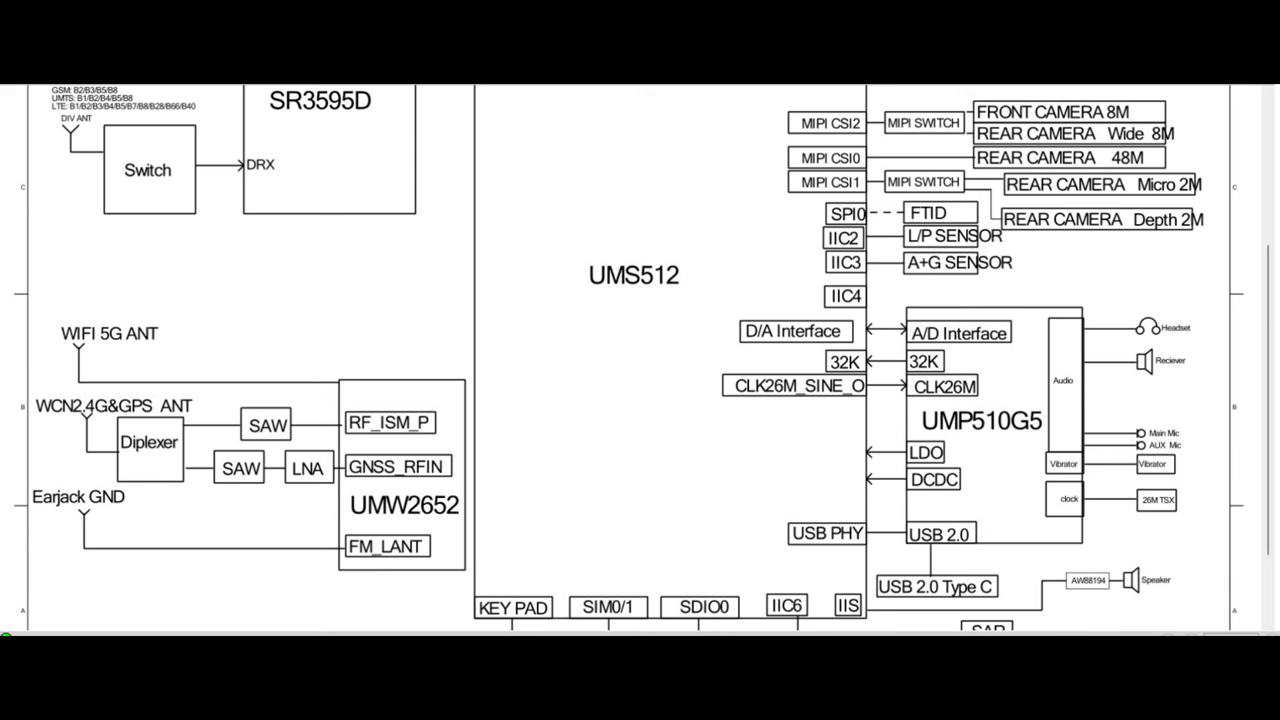 GSM: B2/B3/B5/B8
UMTS: B1/B2/B4/B5/B8
LTE: B1/B2/B3/B4/B5/B7/B8/B28/B66/B40
DIV ANT
Switch
SR3595D
DRX
C
WIFI 5G ANT
WCN2.4G&GPS ANT
Diplexer
SAW
SAW
LNA
Earjack GND
RF_ISM_P
GNSS_RFIN
UMW2652
FM_LANT
B
A
UMS512
MIPI CSI2
MIPI SWITCH
FRONT CAMERA 8M
REAR CAMERA Wide 8M
MIPI CSI0
REAR CAMERA 48M
MIPI CSI1
MIPI SWITCH
REAR CAMERA Micro 2M
REAR CAMERA Depth 2M
SPI0
FTID
IIC2
L/P SENSOR
IIC3
A+G SENSOR
IIC4
D/A Interface
A/D Interface
32K
32K
CLK26M_SINE_O
CLK26M
UMP510G5
LDO
DCDC
USB PHY
USB 2.0
USB 2.0 Type C
Audio
Vibrator
clock
Headset
Reciever
Main Mic
AUX Mic
Vibrator
26M TSX
AW88194
Speaker
KEY PAD
SIM0/1
SDIO0
IIC6
IIS
SAR
C
B
A